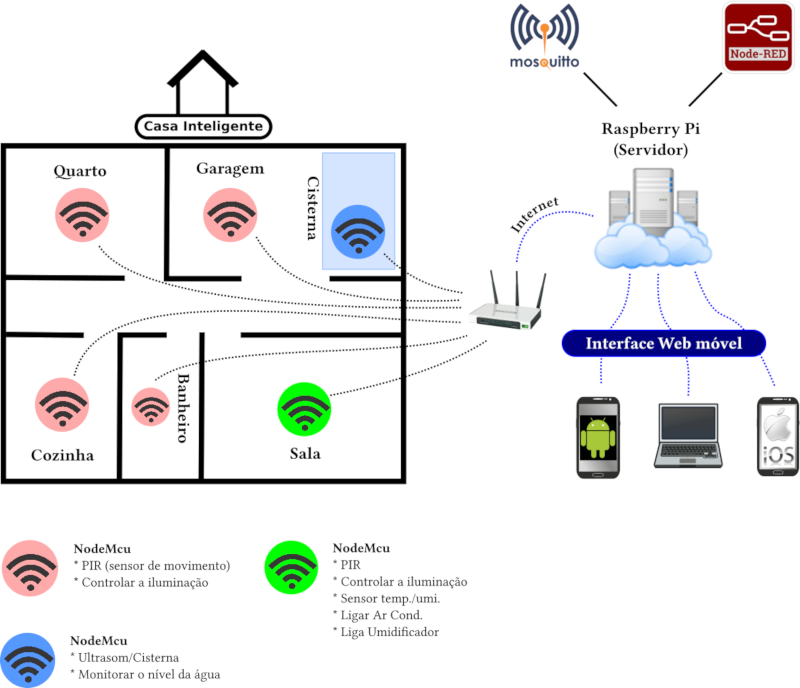 mosquitto
Node-RED
Casa Inteligente
Raspberry Pi
(Servidor)
Quarto
Garagem
Cisterna
Internet
Interface Web móvel
Cozinha
Banheiro
Sala
iOS
NodeMcu
* PIR (sensor de movimento)
* Controlar a iluminação
NodeMcu
* PIR
* Controlar a iluminação
* Sensor temp./umi.
* Ligar Ar Cond.
* Liga Umidificador
NodeMcu
* Ultrasom/Cisterna
* Monitorar o nível da água